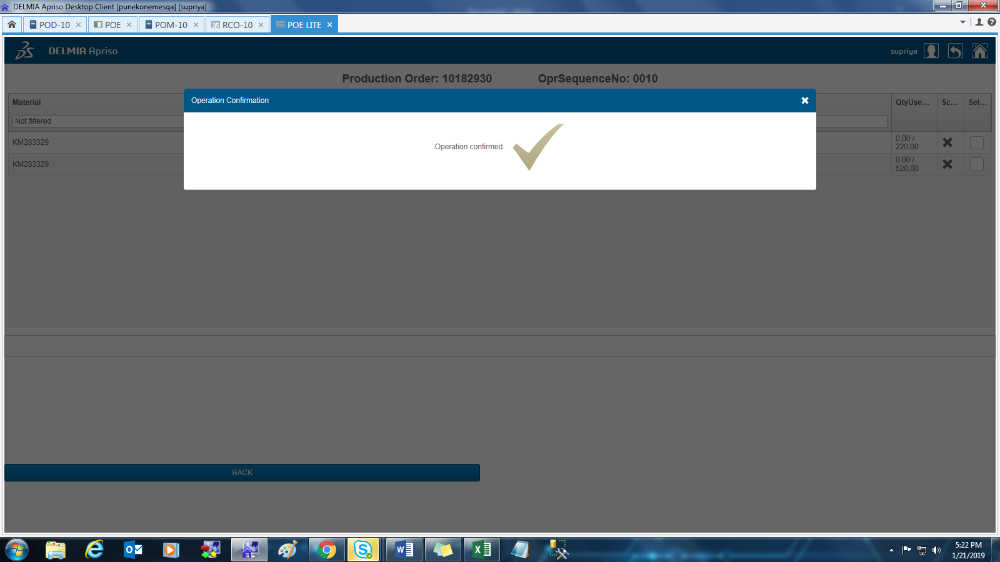 DELMIA Apriso Desktop Client [punekonemesqa] [supriya]
POD-10
POE
POM-10
RCO-10
POE LITE
DELMIA Apriso
supriya
Production Order: 10182930
OprSequenceNo: 0010
Operation Confirmation
Material
QtyUse...
Sc...
Sel...
Not filtered
Operation confirmed.
KM283329
0,00 /
220,00
KM283329
0,00 /
520,00
BACK
5:22 PM
1/21/2019